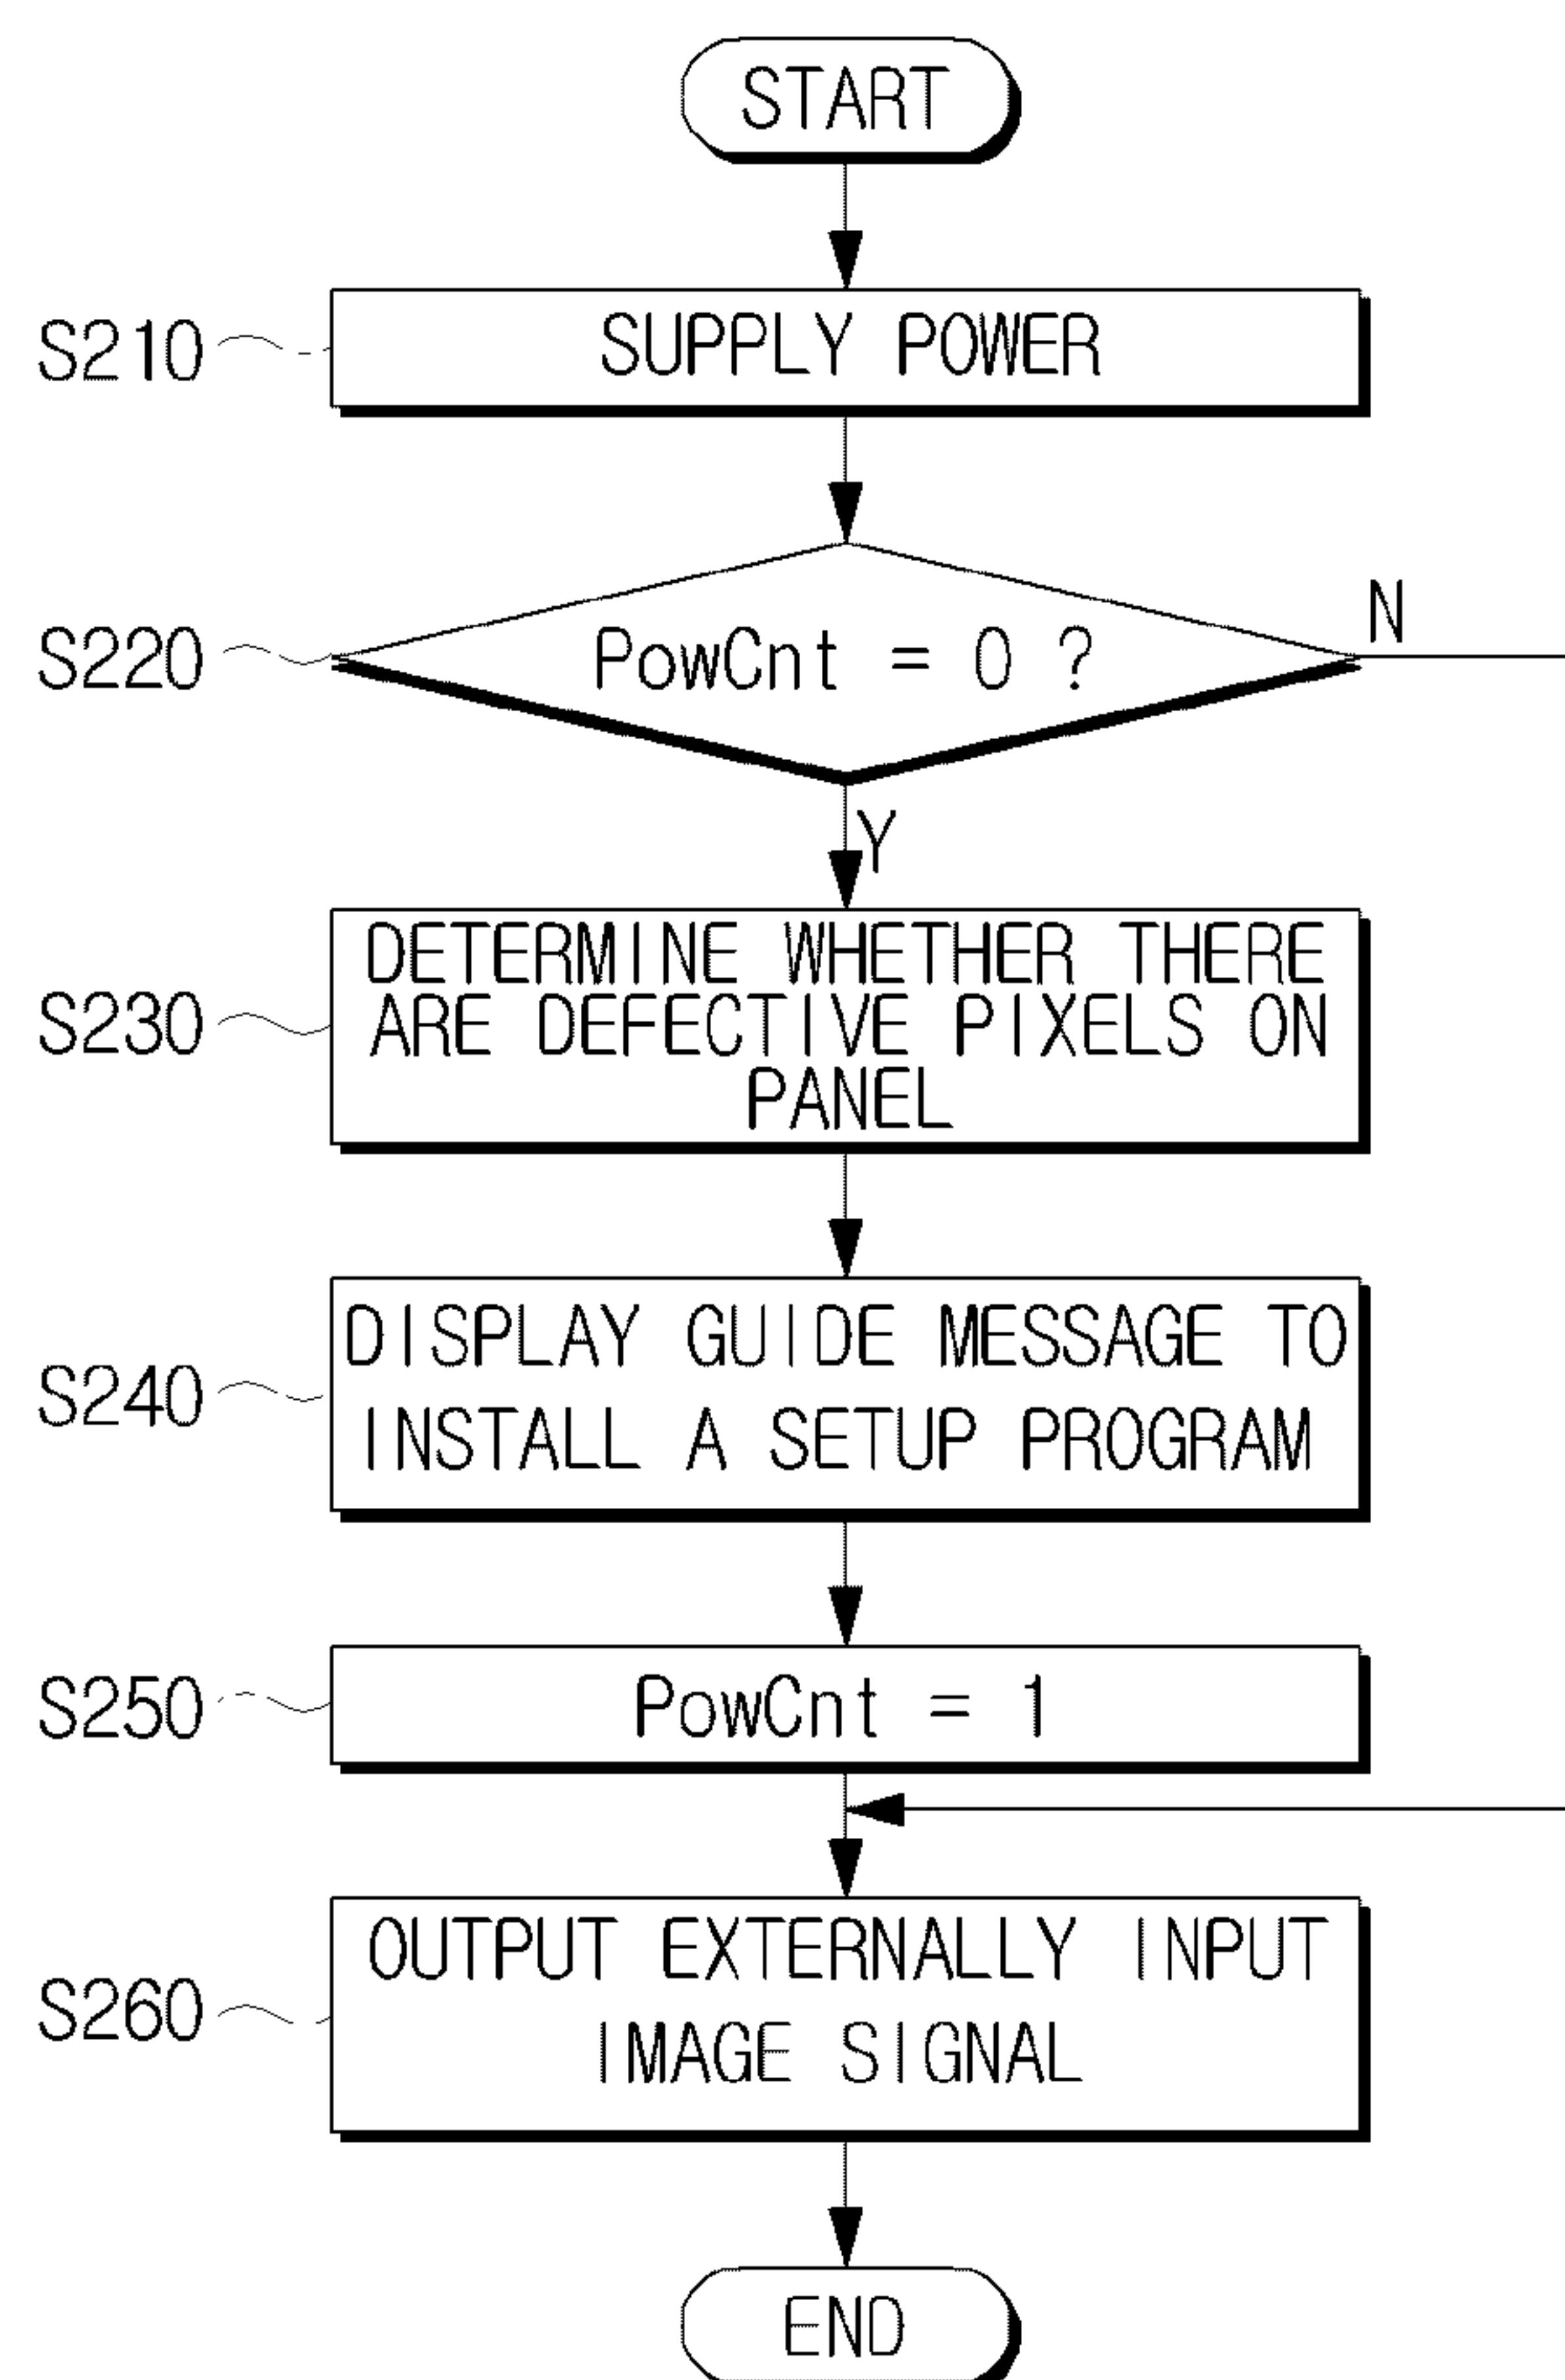 START
S210
SUPPLY POWER
S220
PowCnt = 0 ?
N
Y
S230
DETERMINE WHETHER THERE
ARE DEFECTIVE PIXELS ON
PANEL
S240
DISPLAY GUIDE MESSAGE TO
INSTALL A SETUP PROGRAM
S250
PowCnt = 1
S260
OUTPUT EXTERNALLY INPUT
IMAGE SIGNAL
END